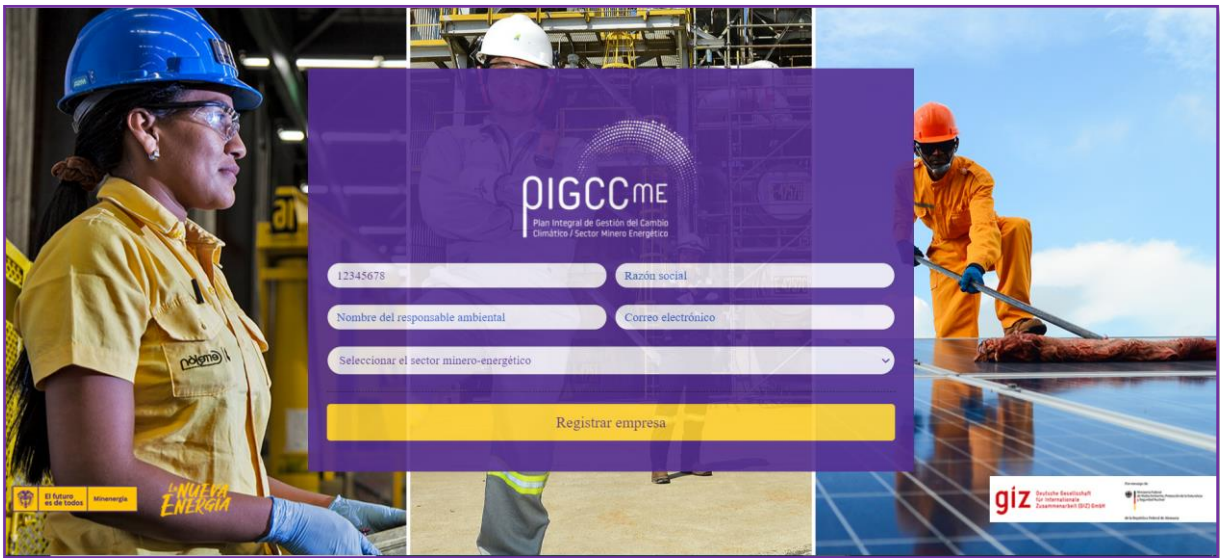 PIGCCME
Plan Integral de Gestión del Cambio
Climático / Sector Minero Energético
12345678
Razón social
Nombre del responsable ambiental
Correo electrónico
Seleccionar el sector minero-energético
Registrar empresa
El futuro
es de todos
Minenergía
LA NUEVA
ENERGÍA
giz
Deutsche Gesellschaft
für Internationale
Zusammenarbeit (GIZ) GmbH